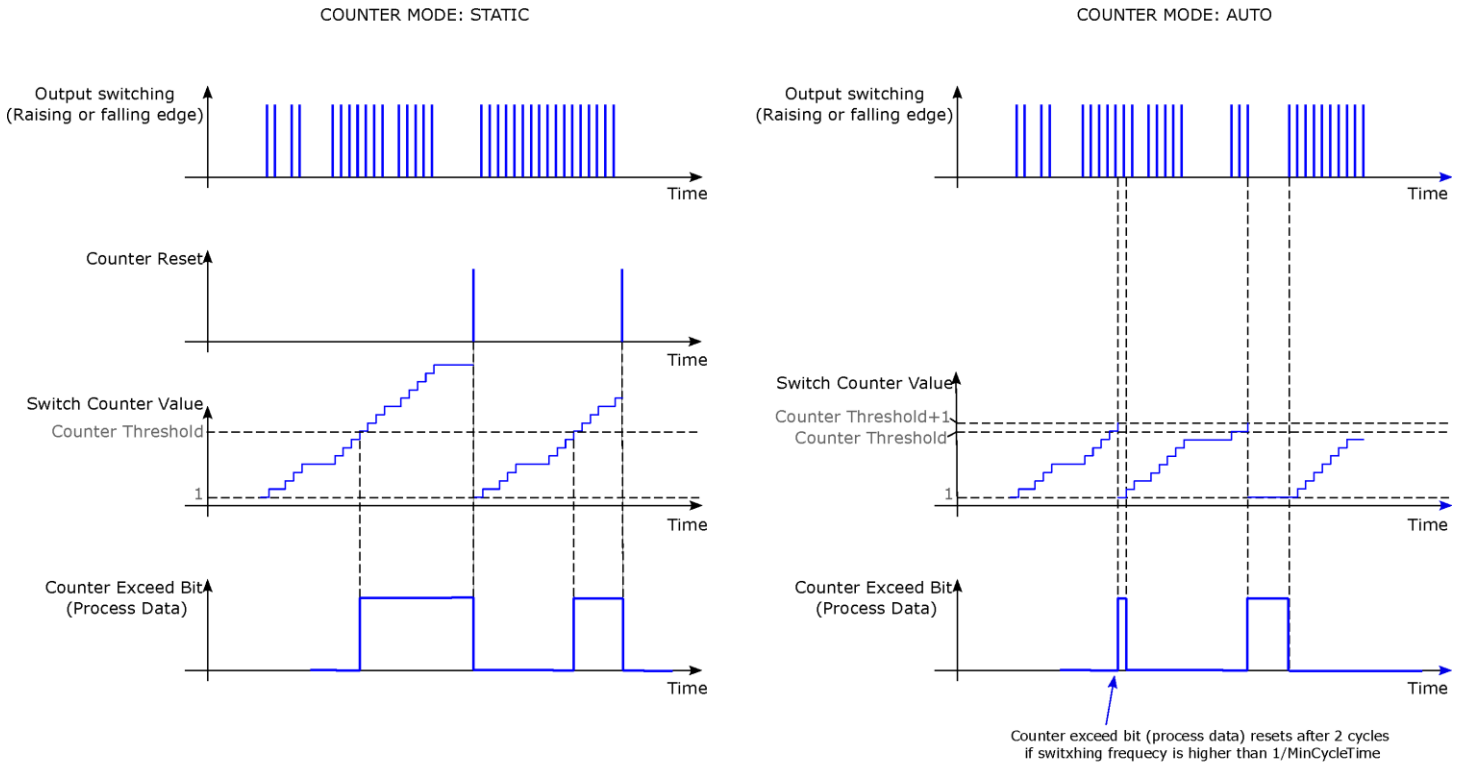 COUNTER MODE: STATIC
Output switching
(Raising or falling edge)
Time
Counter Reset
Time
Switch Counter Value
Counter Threshold
1
Time
Counter Exceed Bit
(Process Data)
Time
COUNTER MODE: AUTO
Output switching
(Raising or falling edge)
Time
Switch Counter Value
Counter Threshold+1
Counter Threshold
1
Time
Counter Exceed Bit
(Process Data)
Time
Counter exceed bit (process data) resets after 2 cycles
if switxhing frequecy is higher than 1/MinCycleTime